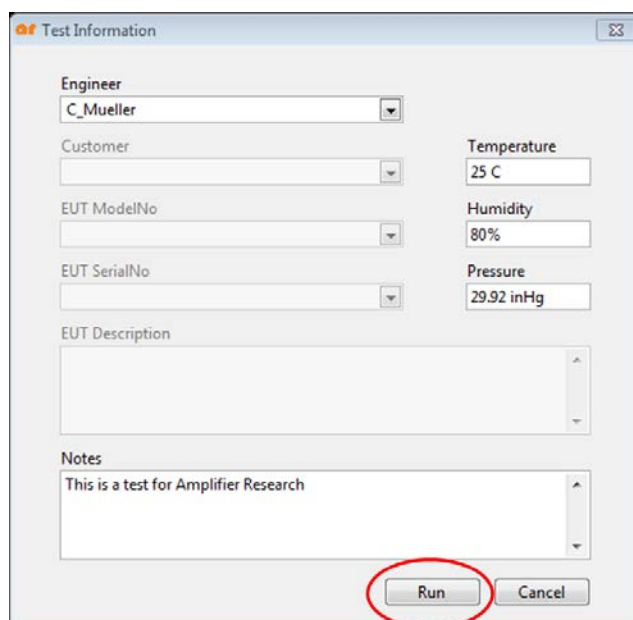 ar Test Information
Engineer
C_Mueller
Customer
Temperature
25 C
EUT ModelNo
Humidity
80%
EUT SerialNo
Pressure
29.92 inHg
EUT Description
Notes
This is a test for Amplifier Research
Run
Cancel